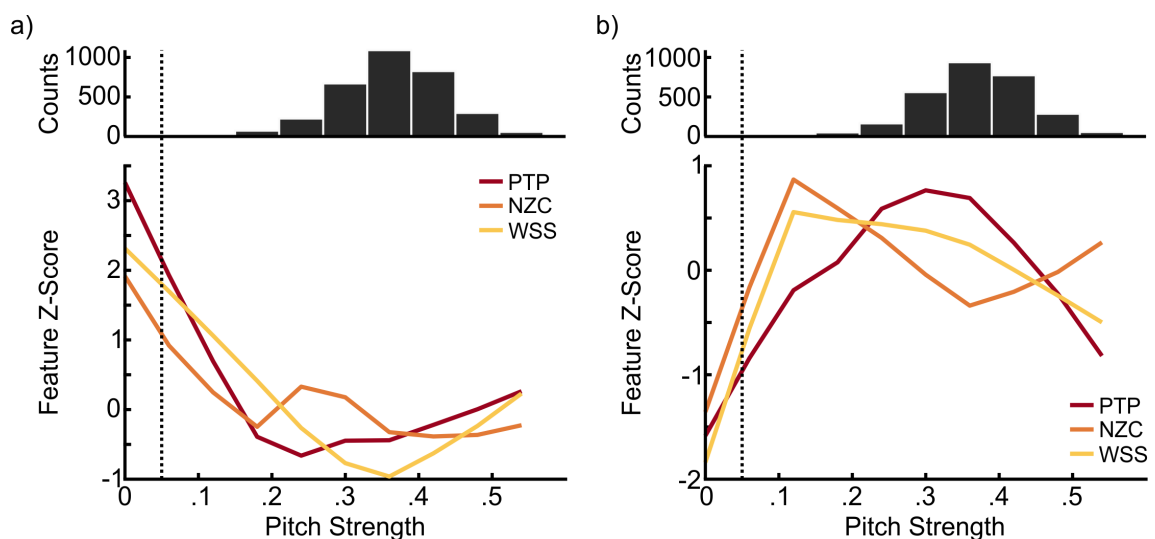 a)
Counts
1000
500
0
Feature Z-Score
3
2
1
0
-1
PTP
NZC
WSS
0 .1 .2 .3 .4 .5
Pitch Strength
b)
Counts
1000
500
0
Feature Z-Score
1
0
-1
-2
PTP
NZC
WSS
0 .1 .2 .3 .4 .5
Pitch Strength